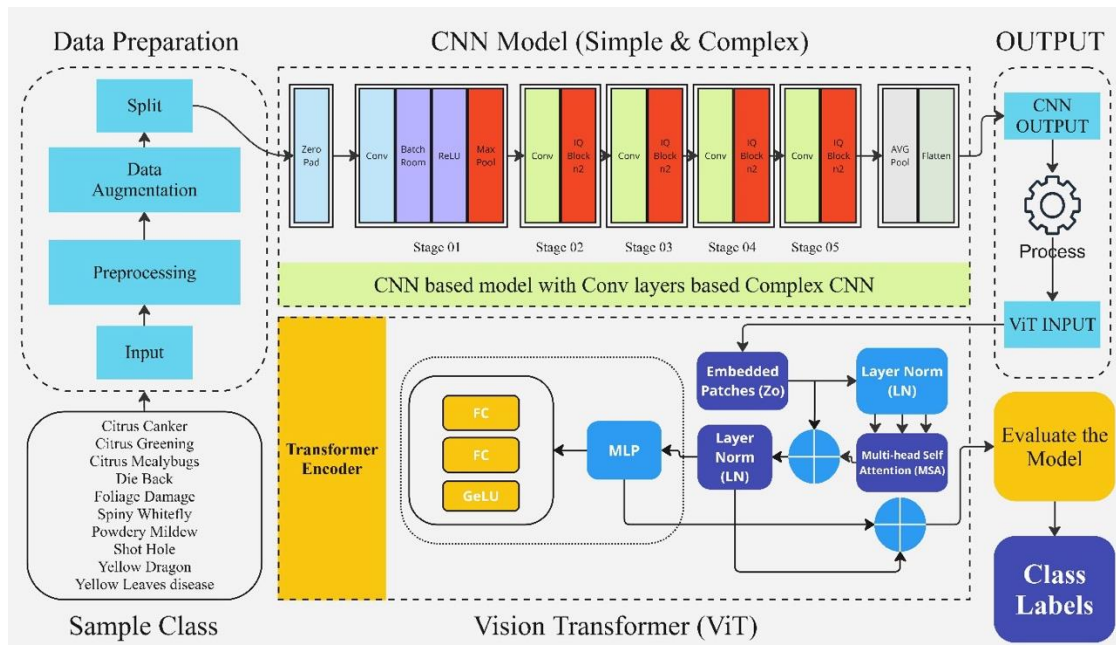 Data Preparation
CNN Model (Simple & Complex)
OUTPUT
Split
Data
Augmentation
Preprocessing
Input
Zero
Pad
Conv
Batch
Room
ReLU
Max
Pool
Conv
IQ
Block
n2
Conv
IQ
Block
n2
Conv
IQ
Block
n2
Conv
IQ
Block
n2
AVG
Pool
Flatten
Stage 01
Stage 02
Stage 03
Stage 04
Stage 05
CNN based model with Conv layers based Complex CNN
CNN
OUTPUT
Process
ViT INPUT
Citrus Canker
Citrus Greening
Citrus Mealybugs
Die Back
Foliage Damage
Spiny Whitefly
Powdery Mildew
Shot Hole
Yellow Dragon
Yellow Leaves disease
Sample Class
Transformer
Encoder
FC
FC
GeLU
MLP
Embedded
Patches (Zo)
Layer Norm
(LN)
Layer
Norm
(LN)
Multi-head Self
Attention (MSA)
Vision Transformer (ViT)
Evaluate the
Model
Class
Labels